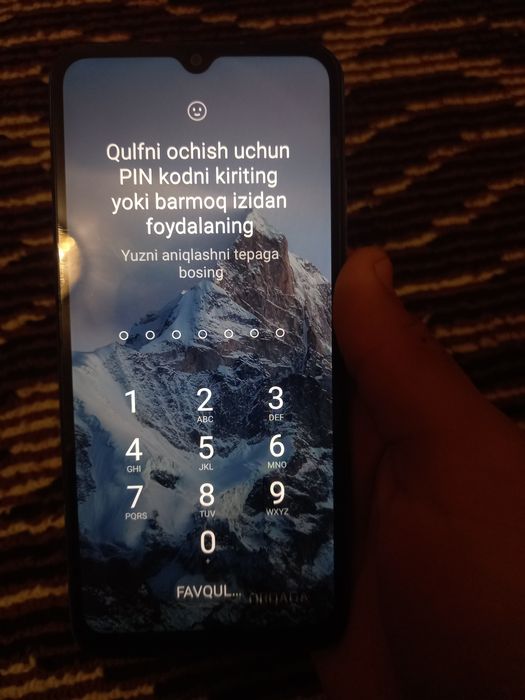 Qulfni ochish uchun
PIN kodni kiriting
yoki barmoq izidan
foydalaning
Yuzni aniqlashni tepaga
bosing
1 2 3
ABC DEF
4 5 6
GHI JKL MNO
7 8 9
PQRS TUV WXYZ
0
+
FAVQUL...